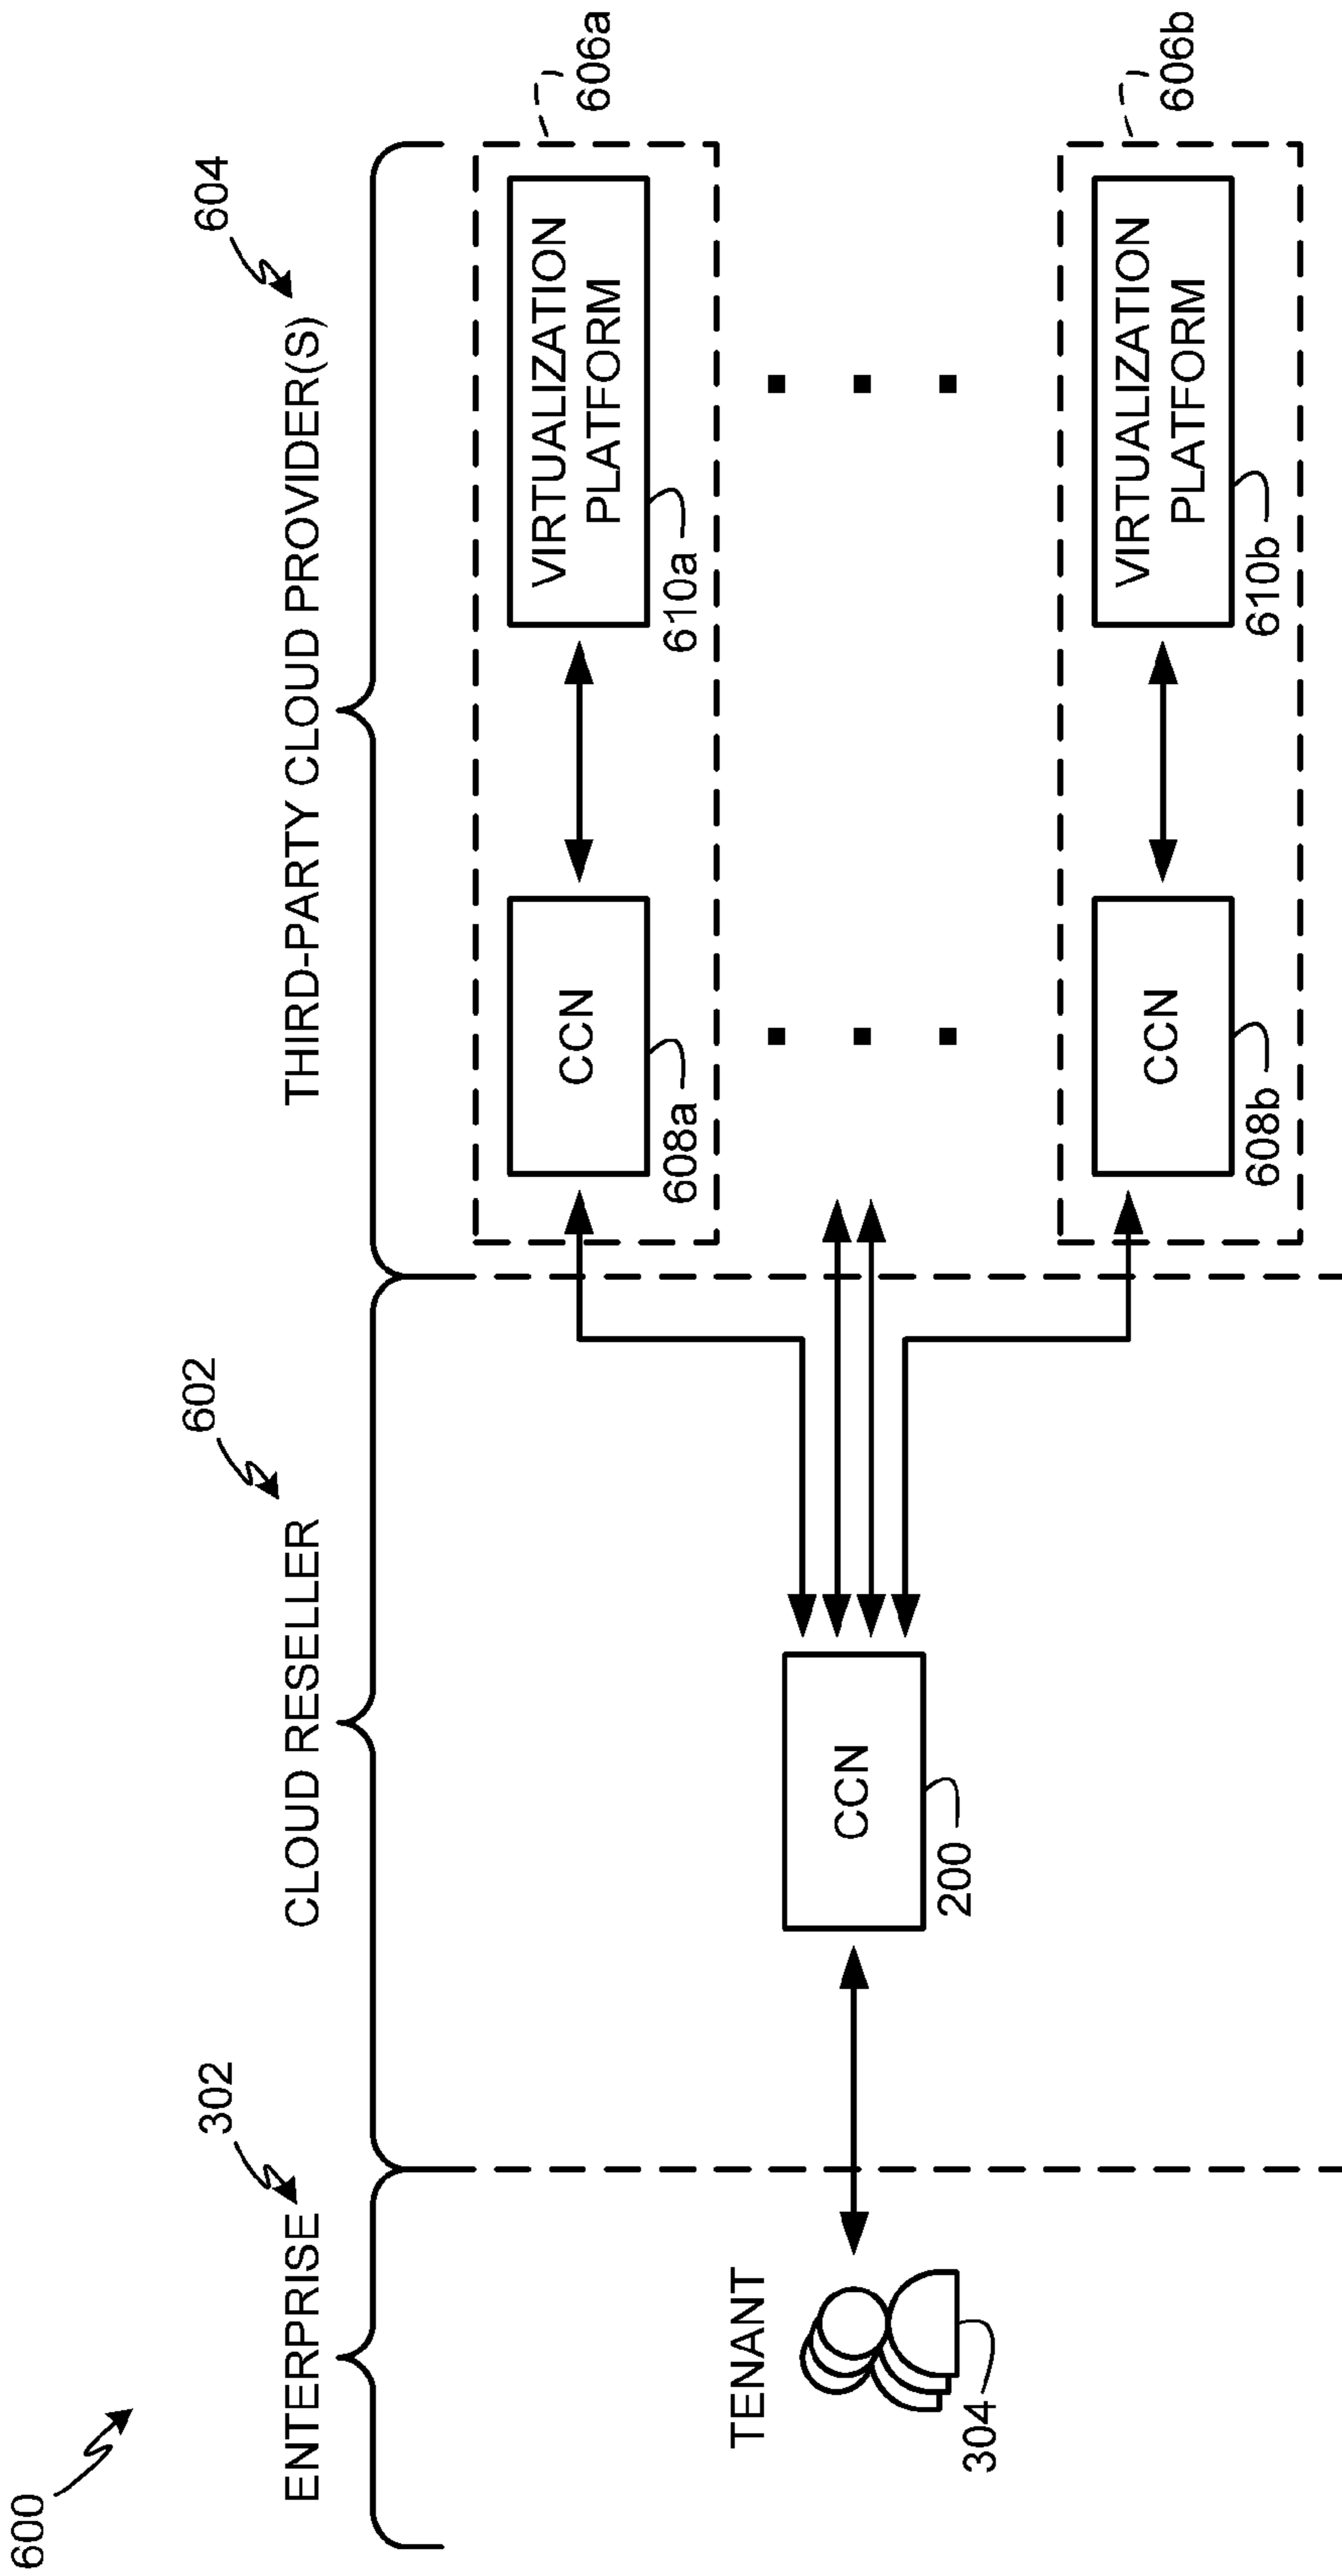 600
ENTERPRISE
302
CLOUD RESELLER
602
THIRD-PARTY CLOUD PROVIDER(S)
604
TENANT
304
CCN
200
CCN
608a
VIRTUALIZATION
PLATFORM
610a
606a
CCN
608b
VIRTUALIZATION
PLATFORM
610b
606b